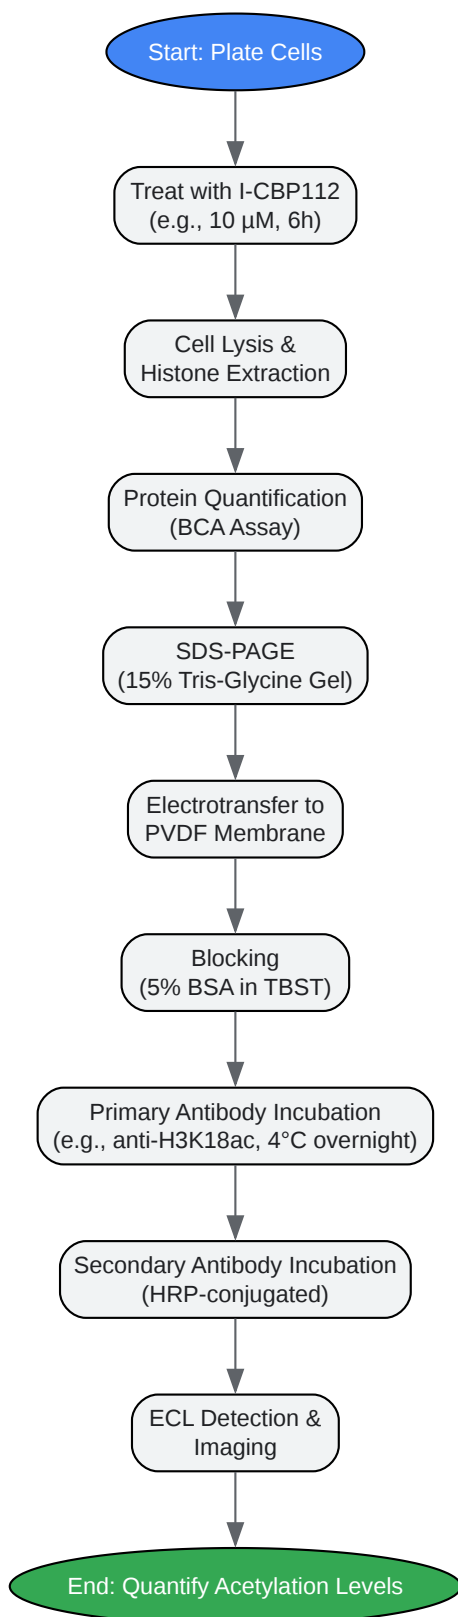 Start: Plate Cells
Treat with I-CBP112
(e.g., 10 µM, 6h)
Cell Lysis &
Histone Extraction
Protein Quantification
(BCA Assay)
SDS-PAGE
(15% Tris-Glycine Gel)
Electrotransfer to
PVDF Membrane
Blocking
(5% BSA in TBST)
Primary Antibody Incubation
(e.g., anti-H3K18ac, 4°C overnight)
Secondary Antibody Incubation
(HRP-conjugated)
ECL Detection &
Imaging
End: Quantify Acetylation Levels